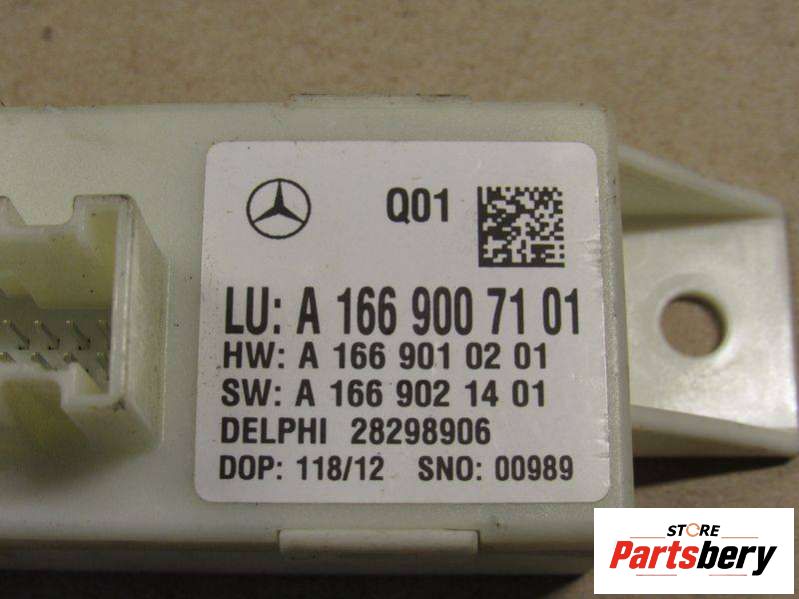 Q01
LU: A 166 900 71 01
HW: A 166 901 02 01
SW: A 166 902 14 01
DELPHI 28298906
DOP: 118/12 SNO: 00989
STORE
Partsbery